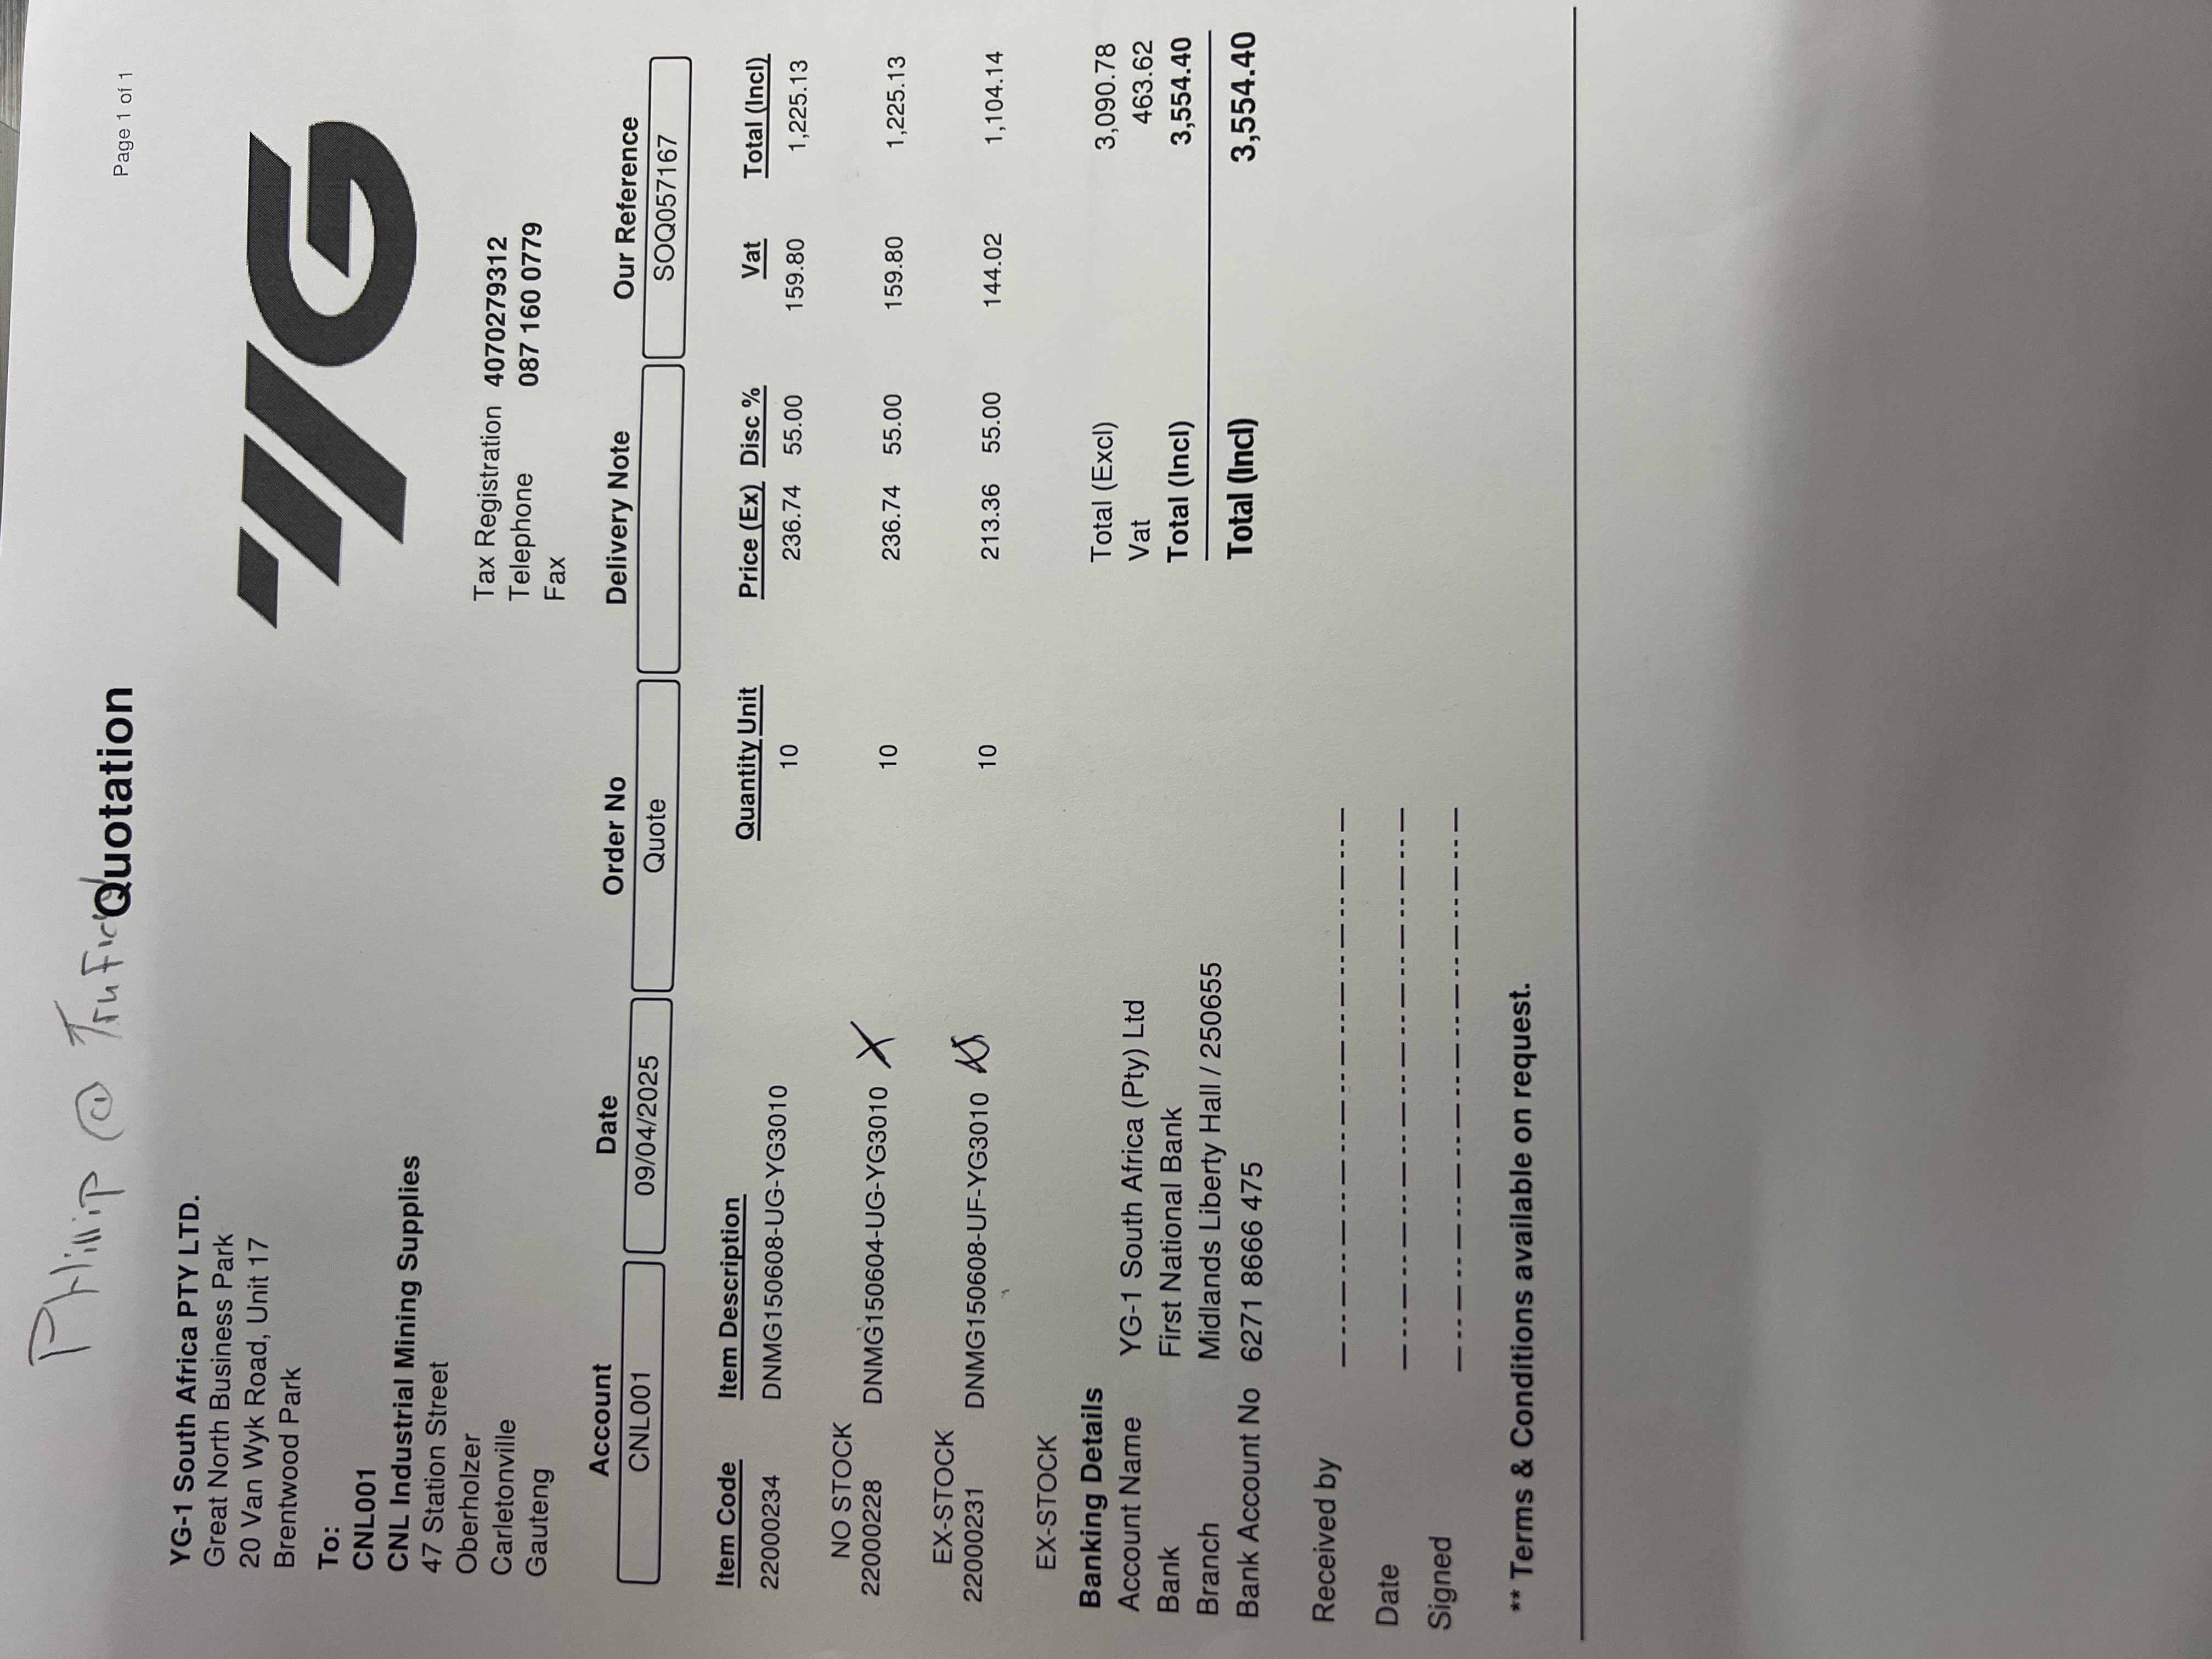 Phillip @
Quotation
Page 1 of 1
YG-1 South Africa PTY LTD.
Great North Business Park
20 Van Wyk Road, Unit 17
Brentwood Park
To:
CNL001
CNL Industrial Mining Supplies
47 Station Street
Oberholzer
Carletonville
Gauteng
YG
Tax Registration 4070279312
Telephone 087 160 0779
Fax
Account Date Order No Delivery Note Our Reference
CNL001 09/04/2025 Quote SOQ057167
Item Code Item Description Quantity Unit Price (Ex) Disc % Vat Total (Incl)
22000234 DNMG150608-UG-YG3010 10 236.74 55.00 159.80 1,225.13
NO STOCK
22000228 DNMG150604-UG-YG3010 10 236.74 55.00 159.80 1,225.13
EX-STOCK
22000231 DNMG150608-UF-YG3010 10 213.36 55.00 144.02 1,104.14
EX-STOCK
Banking Details
Account Name YG-1 South Africa (Pty) Ltd
Bank First National Bank
Branch Midlands Liberty Hall / 250655
Bank Account No 6271 8666 475
Total (Excl) 3,090.78
Vat 463.62
Total (Incl) 3,554.40
Total (Incl) 3,554.40
Received by
Date
Signed
** Terms & Conditions available on request.